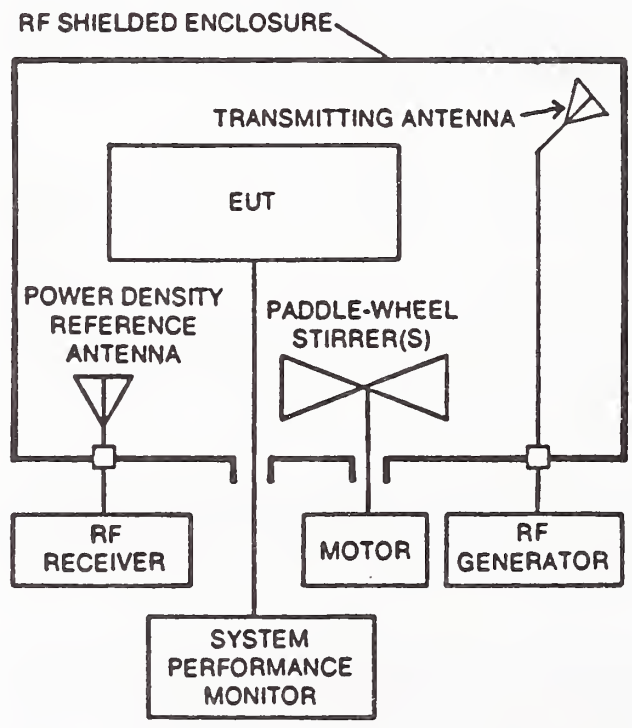 RF SHIELDED ENCLOSURE
TRANSMITTING ANTENNA
EUT
POWER DENSITY
REFERENCE
ANTENNA
PADDLE-WHEEL
STIRRER(S)
RF
RECEIVER
MOTOR
RF
GENERATOR
SYSTEM
PERFORMANCE
MONITOR